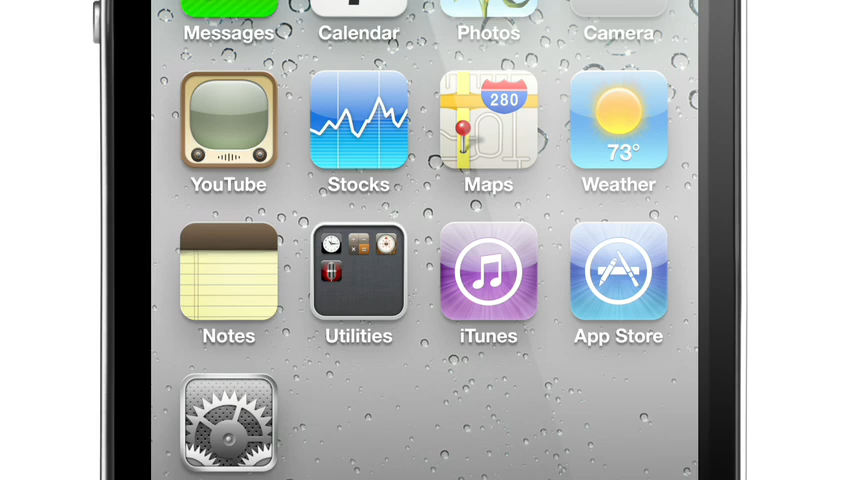 Messages Calendar Photos Camera
280
73°
YouTube Stocks Maps Weather
Notes Utilities iTunes App Store